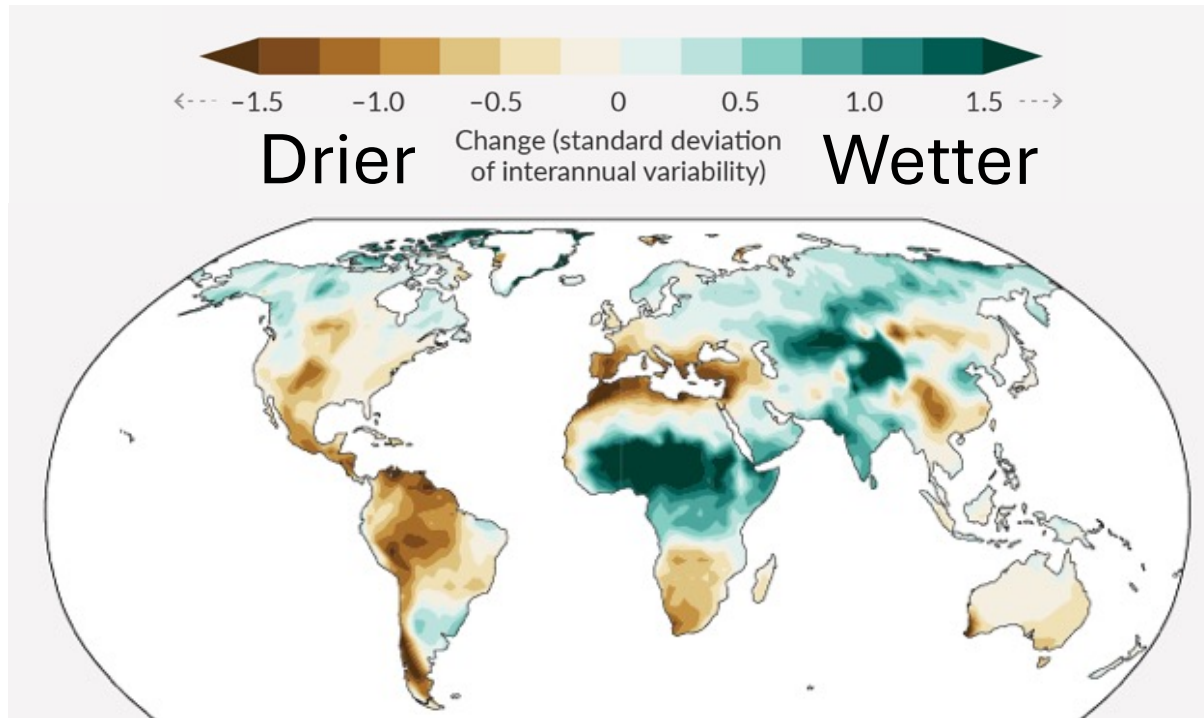 −1.5 −1.0 −0.5 0 0.5 1.0 1.5
Drier
Change (standard deviation
of interannual variability)
Wetter